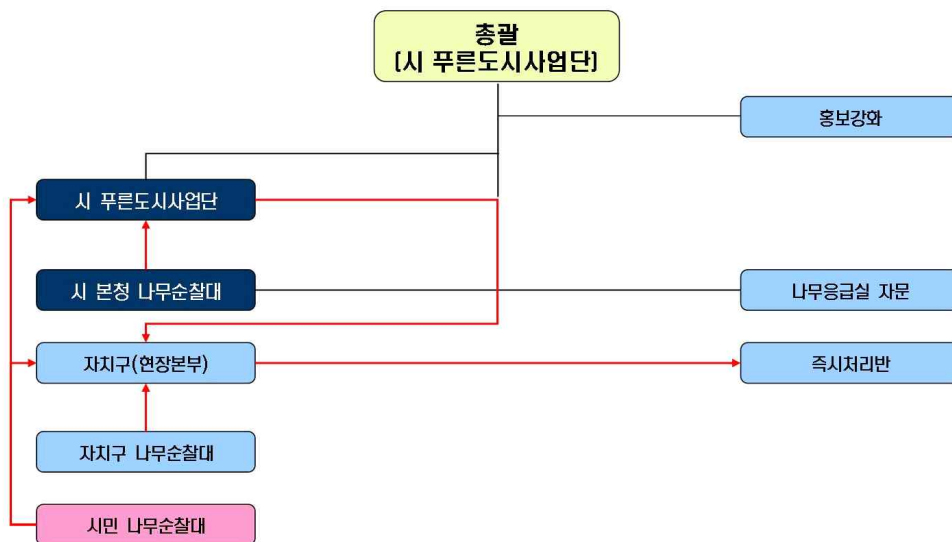 총괄
(시 푸른도시사업단)
홍보강화
시 푸른도시사업단
시 본청 나무순찰대
나무응급실 자문
자치구(현장본부)
즉시처리반
자치구 나무순찰대
시민 나무순찰대